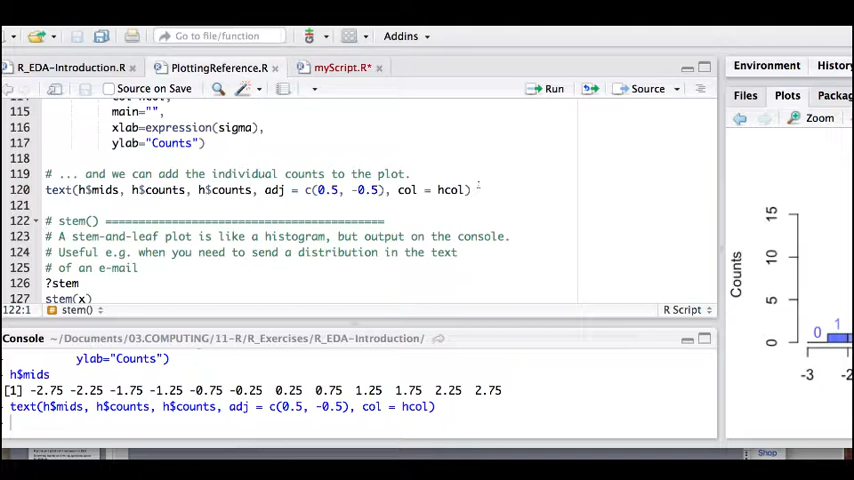 Go to file/function
Addins
R_EDA-Introduction.R
PlottingReference.R
myScript.R*
Environment
History
Source on Save
Run
Source
Files
Plots
Packag
Zoom
115 main="",
116 xlab=expression(sigma),
117 ylab="Counts")
118
119 # ... and we can add the individual counts to the plot.
120 text(h$mids, h$counts, h$counts, adj = c(0.5, -0.5), col = hcol)
121
122 # stem() ========================================
123 # A stem-and-leaf plot is like a histogram, but output on the console.
124 # Useful e.g. when you need to send a distribution in the text
125 # of an e-mail
126 ?stem
127 stem(x)
122:1
# stem()
R Script
Console ~/Documents/03.COMPUTING/11-R/R_Exercises/R_EDA-Introduction/
ylab="Counts")
h$mids
[1] -2.75 -2.25 -1.75 -1.25 -0.75 -0.25 0.25 0.75 1.25 1.75 2.25 2.75
text(h$mids, h$counts, h$counts, adj = c(0.5, -0.5), col = hcol)
Counts
15
10
5
0
0
1
-3
-2
Shop